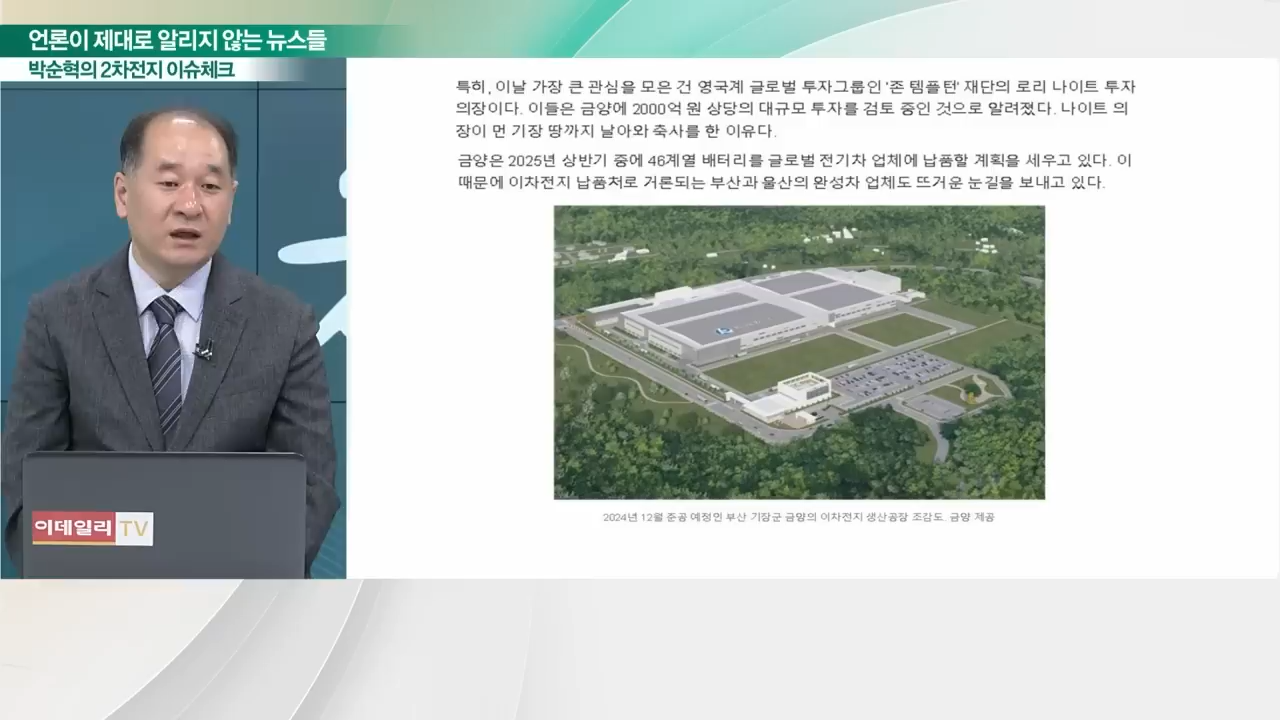 언론이 제대로 알리지 않는 뉴스들
박순혁의 2차전지 이슈체크
특히, 이날 가장 큰 관심을 모은 건 영국계 글로벌 투자그룹인 '존 템플턴' 재단의 로리 나이트 투자
의장이다. 이들은 금양에 2000억 원 상당의 대규모 투자를 검토 중인 것으로 알려졌다. 나이트 의
장이 먼 기장 땅까지 날아와 축사를 한 이유다.
금양은 2025년 상반기 중에 46계열 배터리를 글로벌 전기차 업체에 납품할 계획을 세우고 있다. 이
때문에 이차전지 납품처로 거론되는 부산과 울산의 완성차 업체도 뜨거운 눈길을 보내고 있다.
2024년 12월 준공 예정인 부산 기장군 금양의 이차전지 생산공장 조감도. 금양 제공
이데일리 TV